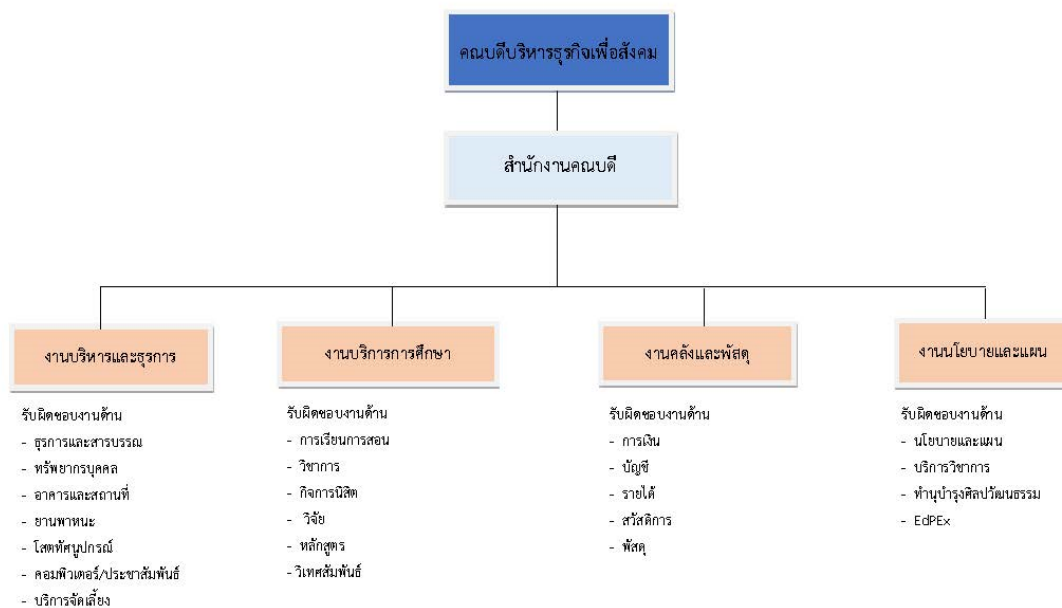 คณบดีบริหารธุรกิจเพื่อสังคม
สำนักงานคณบดี
งานบริหารและธุรการ
รับผิดชอบงานด้าน
- ธุรการและสารบรรณ
- ทรัพยากรบุคคล
- อาคารและสถานที่
- ยานพาหนะ
- โสตทัศนูปกรณ์
- คอมพิวเตอร์/ประชาสัมพันธ์
- บริการจัดเลี้ยง
งานบริการการศึกษา
รับผิดชอบงานด้าน
- การเรียนการสอน
- วิชาการ
- กิจการนิสิต
- วิจัย
- หลักสูตร
- วิเทศสัมพันธ์
งานคลังและพัสดุ
รับผิดชอบงานด้าน
- การเงิน
- บัญชี
- รายได้
- สวัสดิการ
- พัสดุ
งานนโยบายและแผน
รับผิดชอบงานด้าน
- นโยบายและแผน
- บริการวิชาการ
- ทำนุบำรุงศิลปวัฒนธรรม
- EdPEx